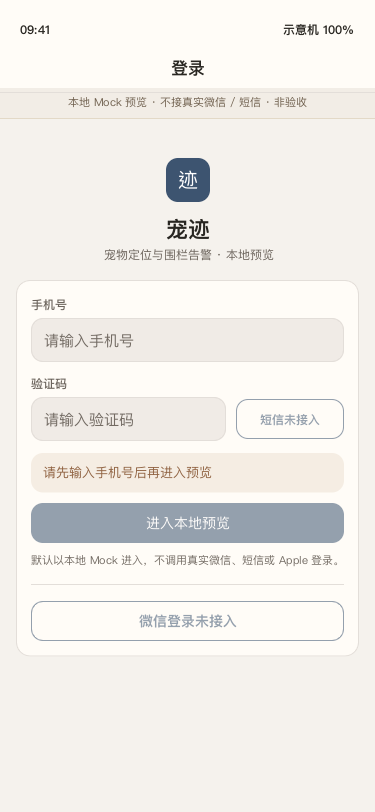 09:41 示意机 100%
登录
本地 Mock 预览 · 不接真实微信 / 短信 · 非验收
迹
宠迹
宠物定位与围栏告警 · 本地预览
手机号
请输入手机号
验证码
请输入验证码 短信未接入
请先输入手机号后再进入预览
进入本地预览
默认以本地 Mock 进入，不调用真实微信、短信或 Apple 登录。
微信登录未接入